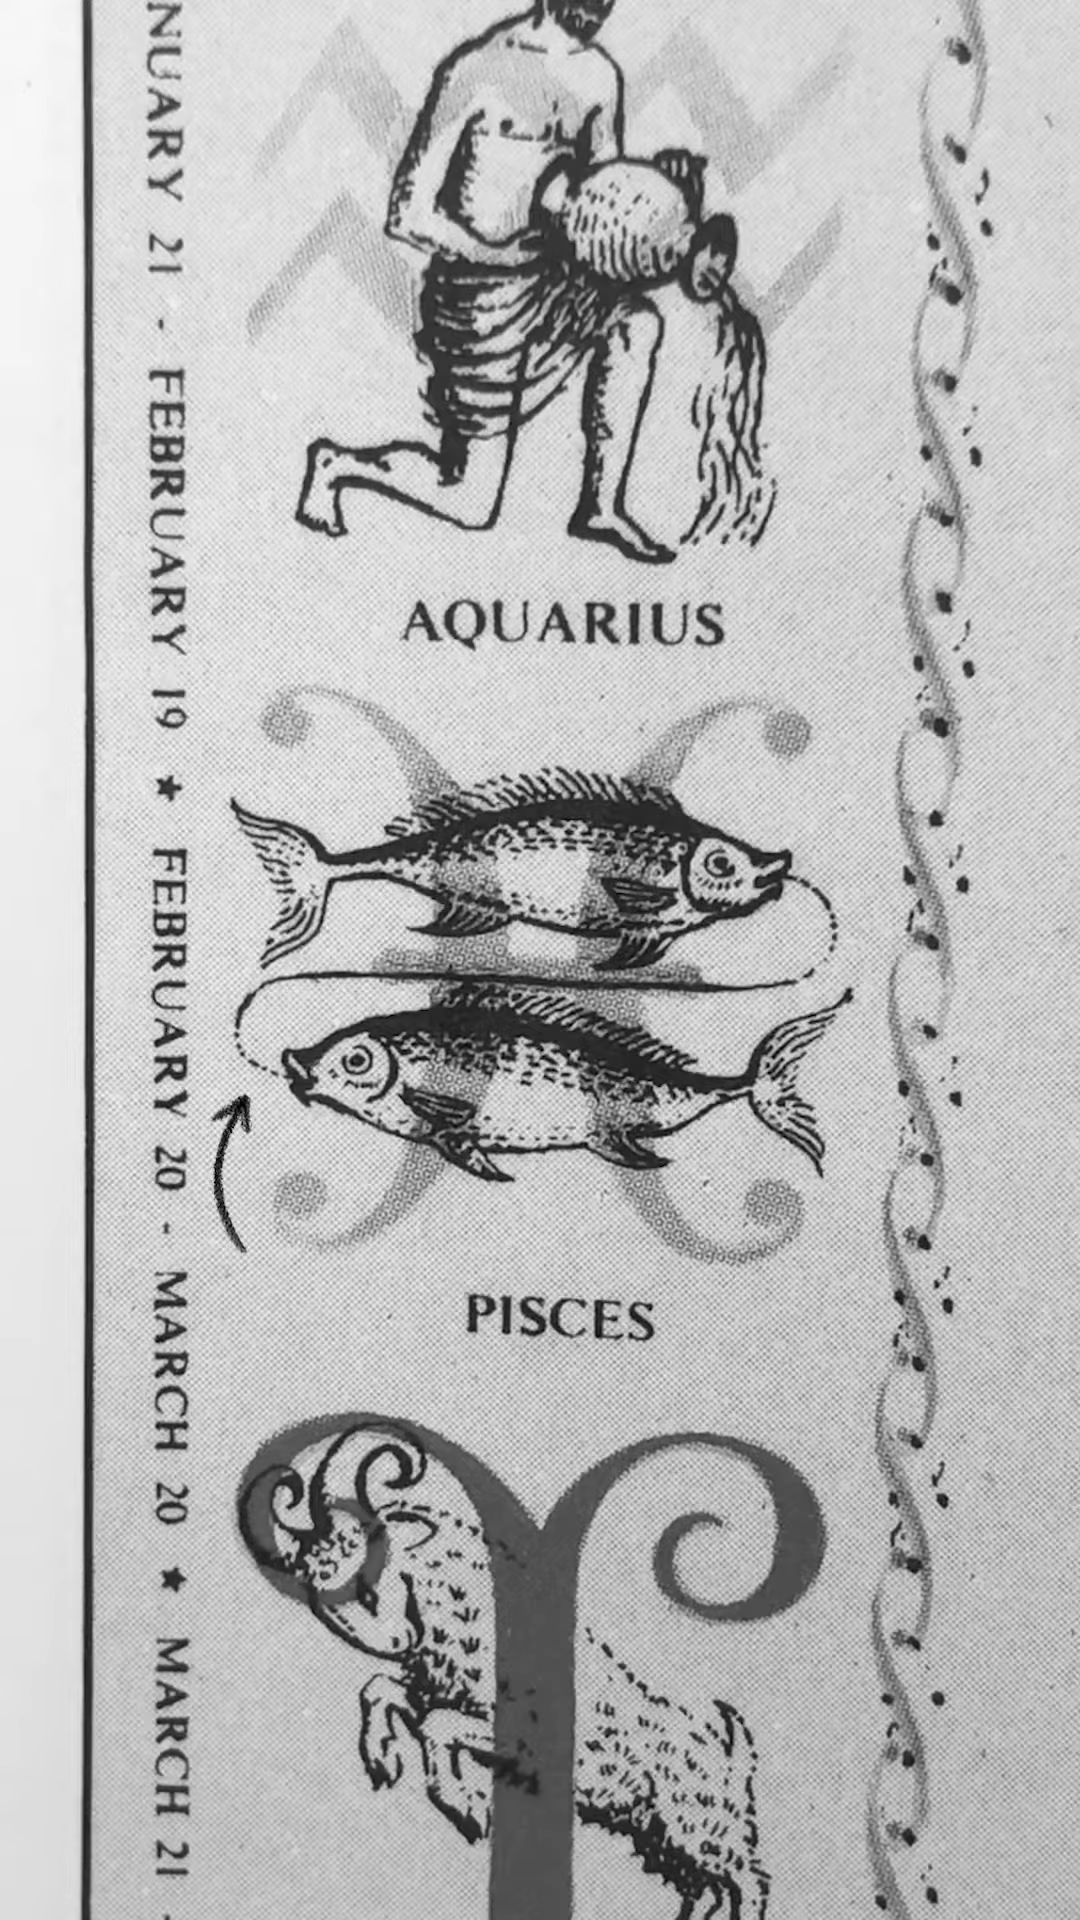 NUARY 21 - FEBRUARY 19 ★ FEBRUARY 20 - MARCH 20 ★ MARCH 21 -
AQUARIUS
PISCES